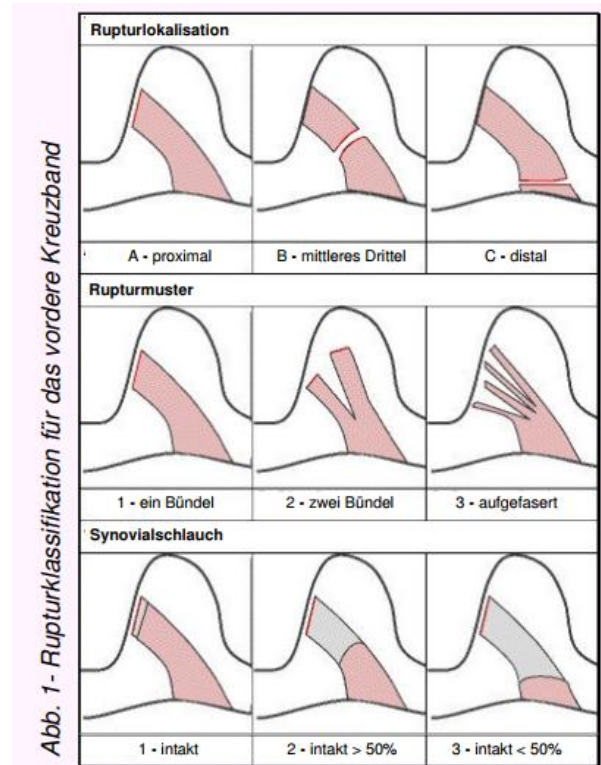 Abb. 1- Rupturklassifikation für das vordere Kreuzband
Rupturlokalisation
A - proximal
B - mittleres Drittel
C - distal
Rupturmuster
1 - ein Bündel
2 - zwei Bündel
3 - aufgefasert
Synovialschlauch
1 - intakt
2 - intakt > 50%
3 - intakt < 50%